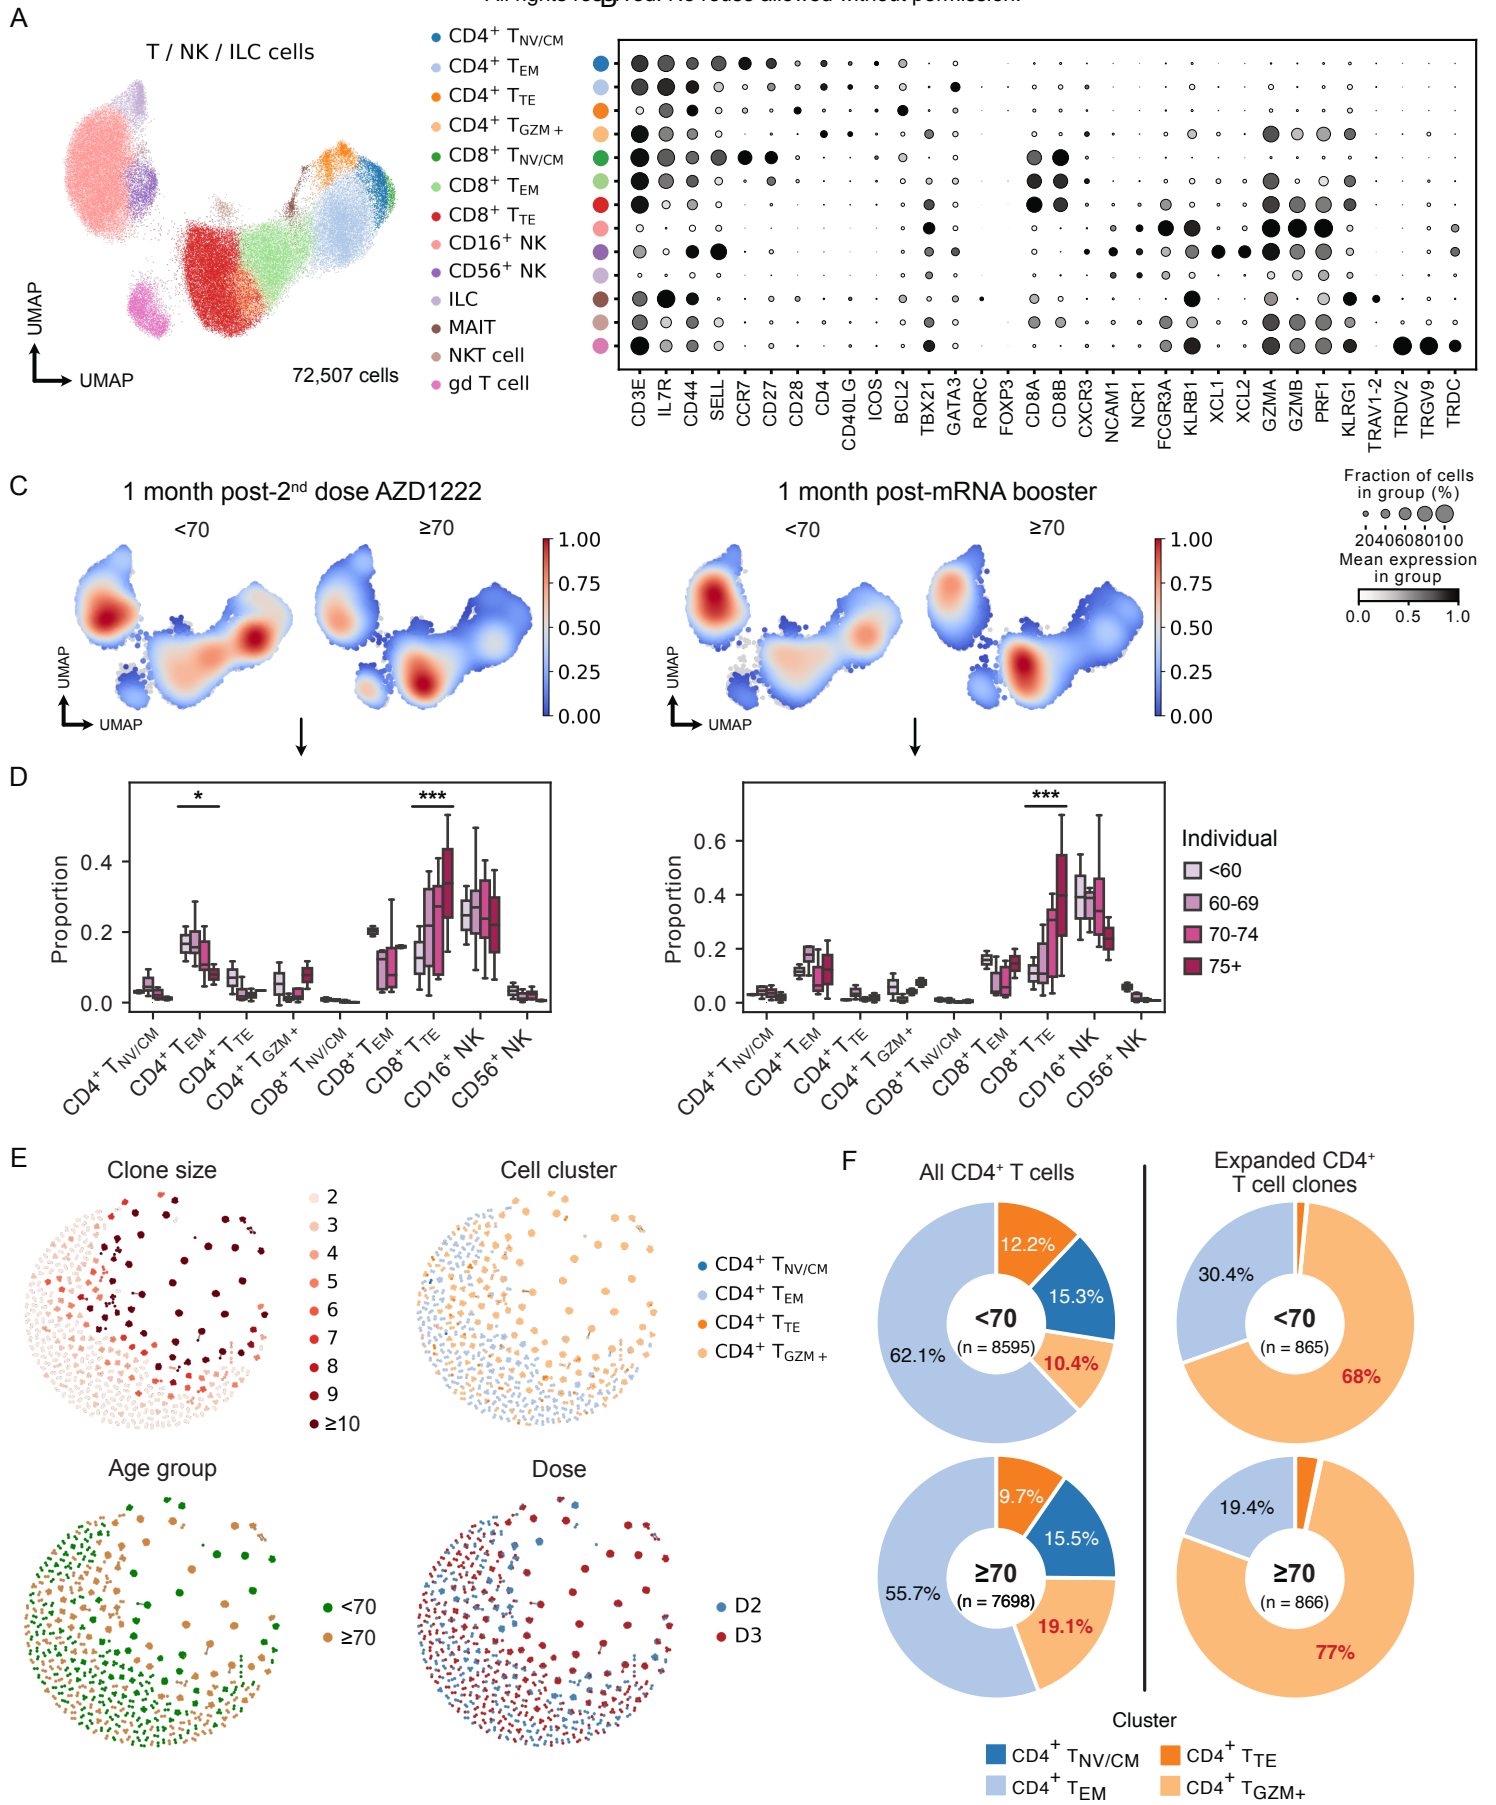 All rights reserved. No reuse allowed without permission.
A
T / NK / ILC cells
UMAP
UMAP
72,507 cells
CD4+ TNV/CM
CD4+ TEM
CD4+ TTE
CD4+ TGZM +
CD8+ TNV/CM
CD8+ TEM
CD8+ TTE
CD16+ NK
CD56+ NK
ILC
MAIT
NKT cell
gd T cell
CD3E
IL7R
CD44
SELL
CCR7
CD27
CD28
CD4
CD40LG
ICOS
BCL2
TBX21
GATA3
RORC
FOXP3
CD8A
CD8B
CXCR3
NCAM1
NCR1
FCGR3A
KLRB1
XCL1
XCL2
GZMA
GZMB
PRF1
KLRG1
TRAV1-2
TRDV2
TRGV9
TRDC
Fraction of cells
in group (%)
20406080100
Mean expression
in group
0.0 0.5 1.0
C
1 month post-2nd dose AZD1222
<70 ≥70
1.00
0.75
0.50
0.25
0.00
UMAP
UMAP
1 month post-mRNA booster
<70 ≥70
1.00
0.75
0.50
0.25
0.00
UMAP
UMAP
D
Proportion
0.4
0.2
0.0
*
***
CD4+ TNV/CM
CD4+ TEM
CD4+ TTE
CD4+ TGZM+
CD8+ TNV/CM
CD8+ TEM
CD8+ TTE
CD16+ NK
CD56+ NK
Proportion
0.6
0.4
0.2
0.0
***
CD4+ TNV/CM
CD4+ TEM
CD4+ TTE
CD4+ TGZM+
CD8+ TNV/CM
CD8+ TEM
CD8+ TTE
CD16+ NK
CD56+ NK
Individual
<60
60-69
70-74
75+
E
Clone size
2
3
4
5
6
7
8
9
≥10
Cell cluster
CD4+ TNV/CM
CD4+ TEM
CD4+ TTE
CD4+ TGZM +
Age group
<70
≥70
Dose
D2
D3
F
All CD4+ T cells
Expanded CD4+
T cell clones
12.2%
15.3%
10.4%
62.1%
<70
(n = 8595)
30.4%
68%
<70
(n = 865)
9.7%
15.5%
19.1%
55.7%
≥70
(n = 7698)
19.4%
77%
≥70
(n = 866)
Cluster
CD4+ TNV/CM
CD4+ TTE
CD4+ TEM
CD4+ TGZM+